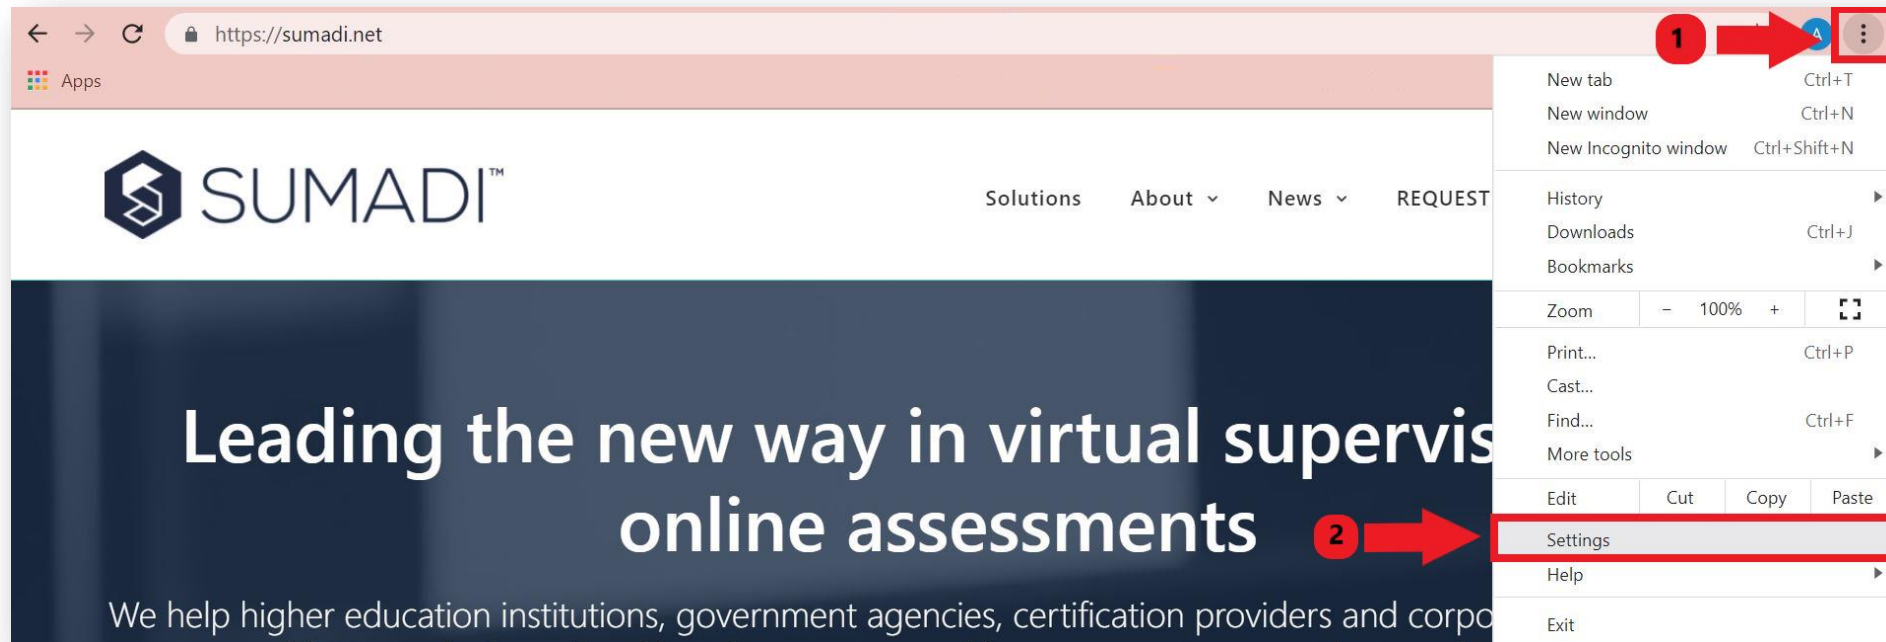 https://sumadi.net
1
A
Apps
SUMADI™
Solutions About News REQUEST
New tab Ctrl+T
New window Ctrl+N
New Incognito window Ctrl+Shift+N
History
Downloads Ctrl+J
Bookmarks
Zoom - 100% +
Print... Ctrl+P
Cast...
Find... Ctrl+F
More tools
Edit Cut Copy Paste
Settings
Help
Exit
Leading the new way in virtual supervis
online assessments
2
We help higher education institutions, government agencies, certification providers and corpo